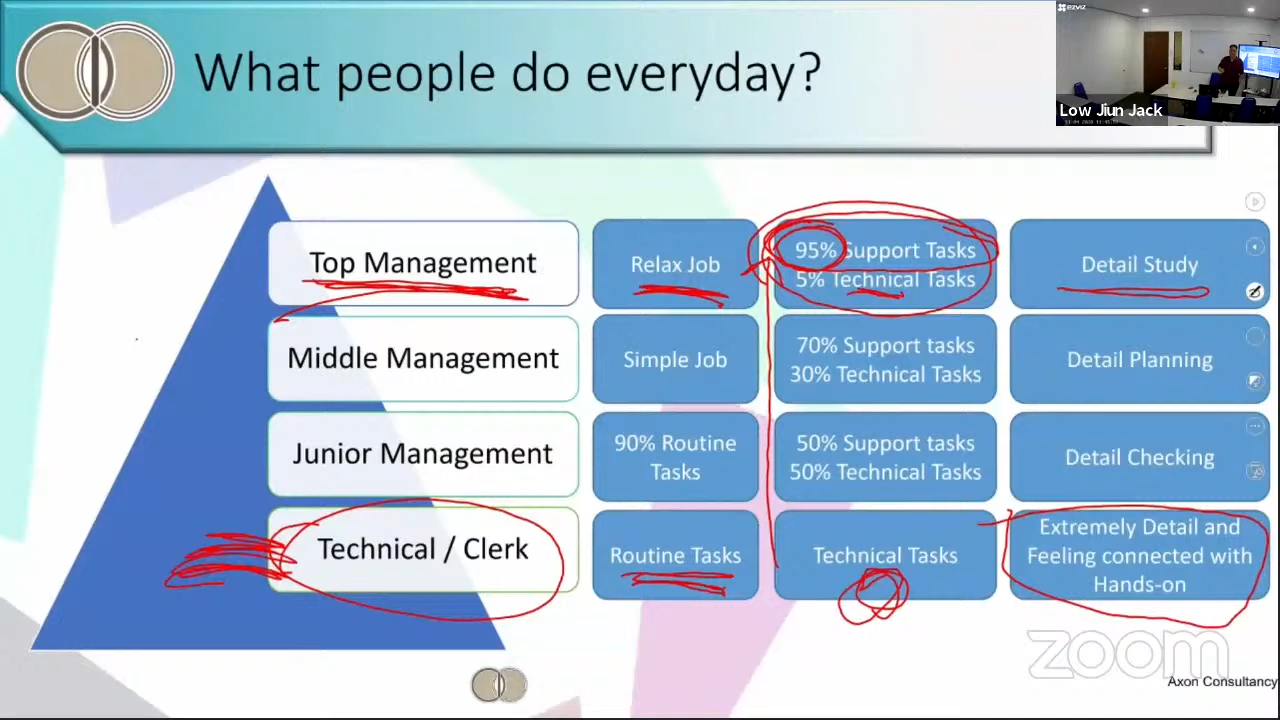 What people do everyday?
EZVIZ
Low Jiun Jack
Top Management
Relax Job
95% Support Tasks
5% Technical Tasks
Detail Study
Middle Management
Simple Job
70% Support tasks
30% Technical Tasks
Detail Planning
Junior Management
90% Routine
Tasks
50% Support tasks
50% Technical Tasks
Detail Checking
Technical / Clerk
Routine Tasks
Technical Tasks
Extremely Detail and
Feeling connected with
Hands-on
zoom
Axon Consultancy